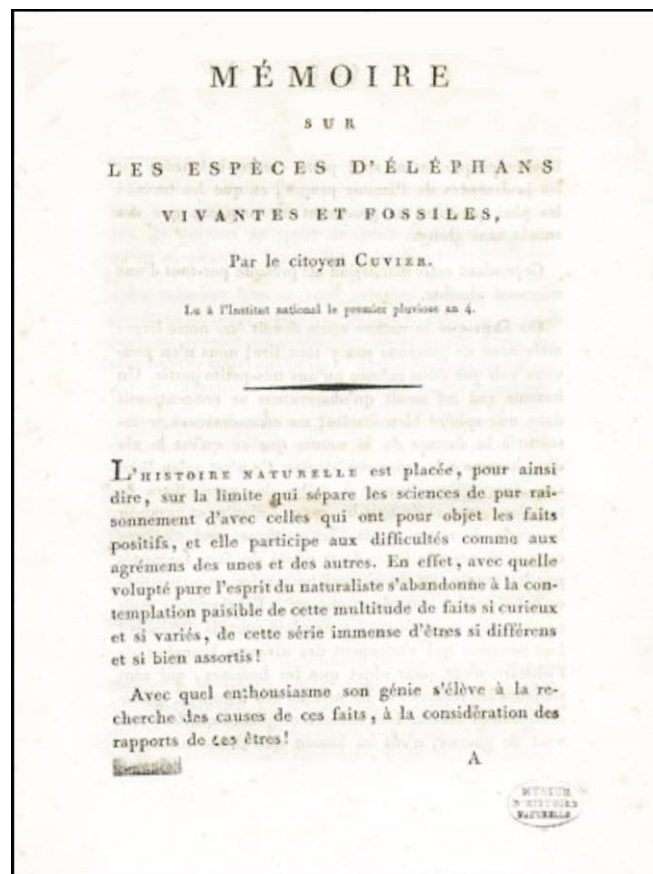 MÉMOIRE
SUR
LES ESPÈCES D'ÉLÉPHANS
VIVANTES ET FOSSILES,
Par le citoyen CUVIER.
Lu à l'Institut national le premier pluviose an 4.
L'HISTOIRE NATURELLE est placée, pour ainsi
dire, sur la limite qui sépare les sciences de pur rai-
sonnement d'avec celles qui ont pour objet les faits
positifs, et elle participe aux difficultés comme aux
agrémens des unes et des autres. En effet, avec quelle
volupté pure l'esprit du naturaliste s'abandonne à la con-
templation paisible de cette multitude de faits si curieux
et si variés, de cette série immense d'êtres si différens
et si bien assortis!
Avec quel enthousiasme son génie s'élève à la re-
cherche des causes de ces faits, à la considération des
rapports de ces êtres!
A
MUSEUM
D'HISTOIRE
NATURELLE